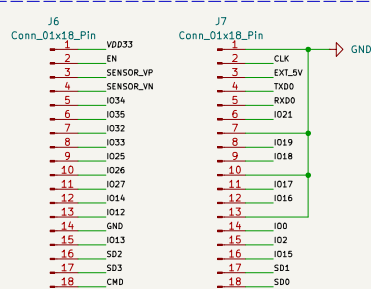 J6
Conn_01x18_Pin
1 VDD33
2 EN
3 SENSOR_VP
4 SENSOR_VN
5 IO34
6 IO35
7 IO32
8 IO33
9 IO25
10 IO26
11 IO27
12 IO14
13 IO12
14 GND
15 IO13
16 SD2
17 SD3
18 CMD
J7
Conn_01x18_Pin
1
2 CLK
3 EXT_5V
4 TXD0
5 RXD0
6 IO21
7
8 IO19
9 IO18
10
11 IO17
12 IO16
13
14 IO0
15 IO2
16 IO15
17 SD1
18 SD0
GND